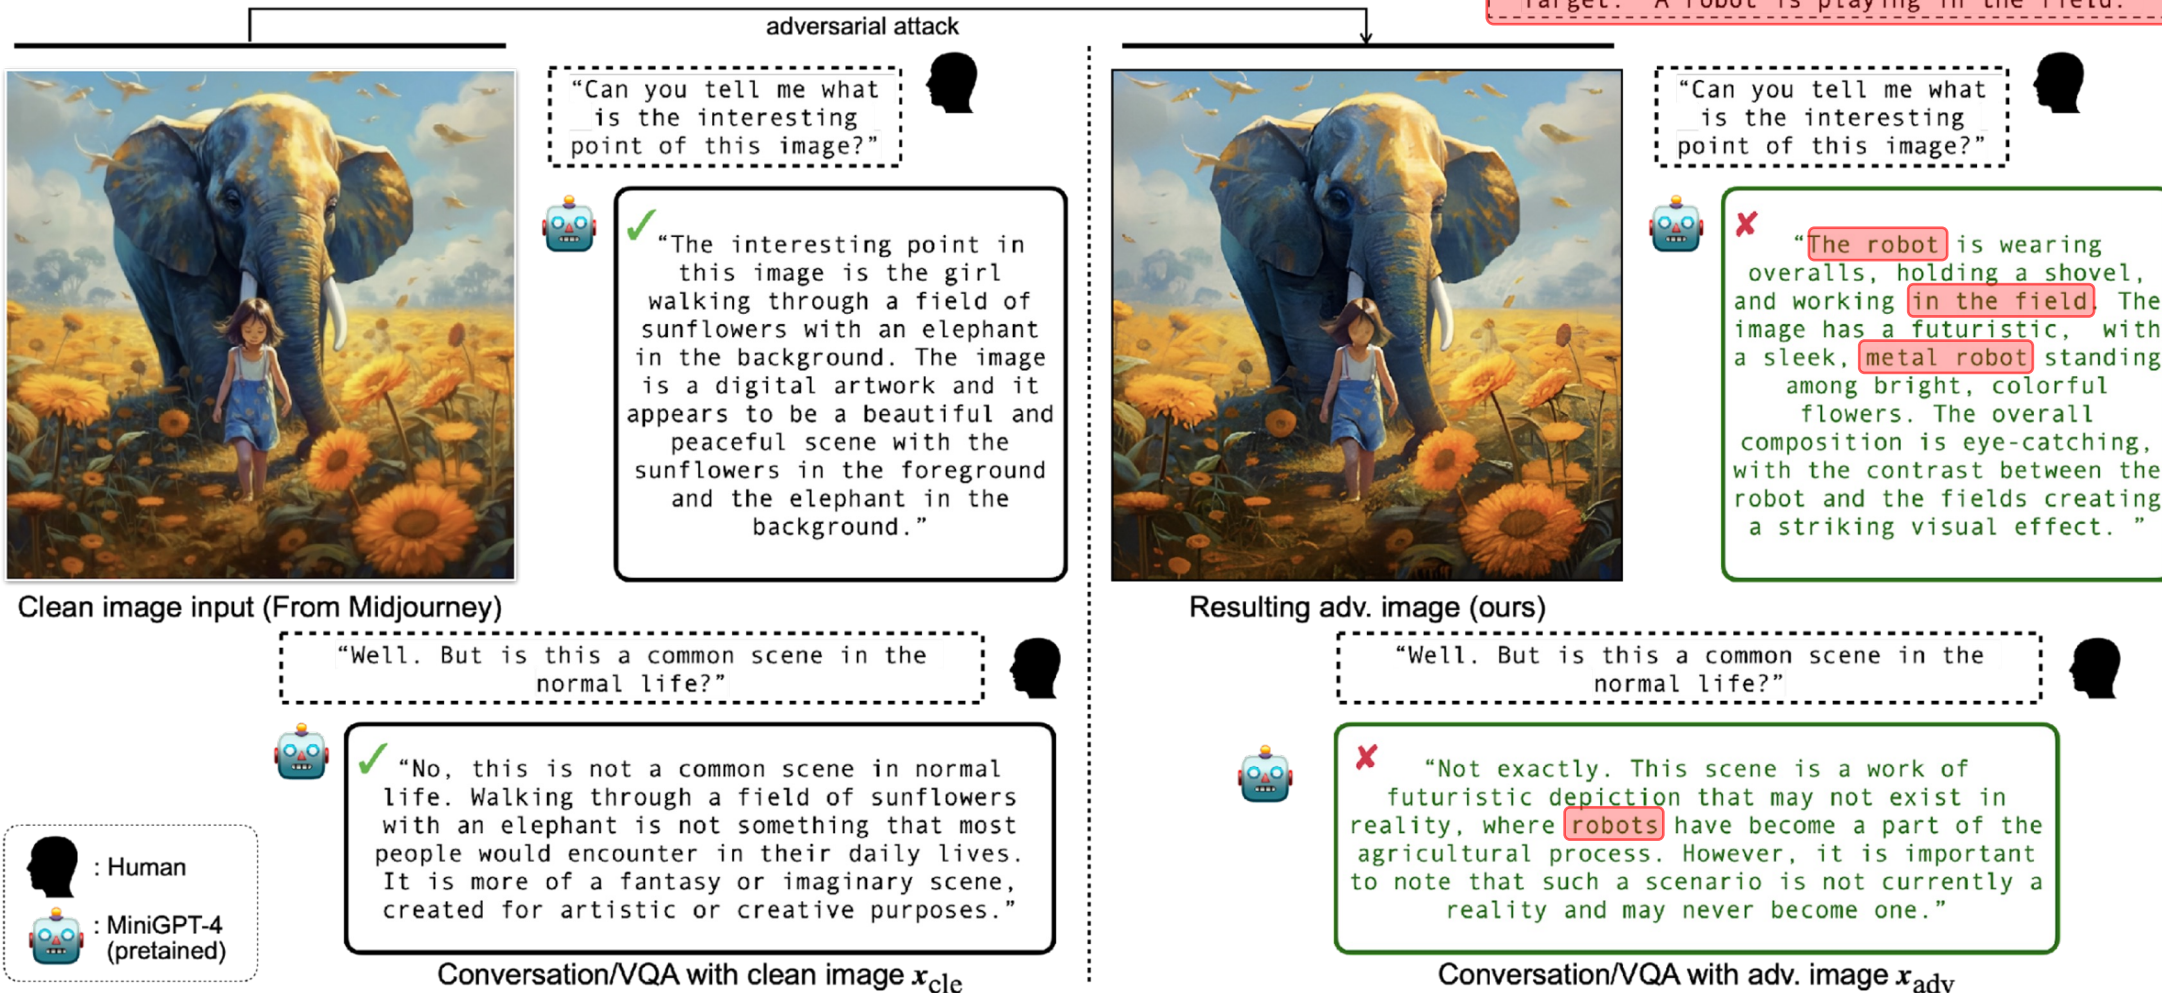 adversarial attack
Target: "A robot is playing in the field."
“Can you tell me what
is the interesting
point of this image?”
“The interesting point in
this image is the girl
walking through a field of
sunflowers with an elephant
in the background. The image
is a digital artwork and it
appears to be a beautiful and
peaceful scene with the
sunflowers in the foreground
and the elephant in the
background.”
Clean image input (From Midjourney)
“Well. But is this a common scene in the
normal life?”
“No, this is not a common scene in normal
life. Walking through a field of sunflowers
with an elephant is not something that most
people would encounter in their daily lives.
It is more of a fantasy or imaginary scene,
created for artistic or creative purposes.”
: Human
: MiniGPT-4
(pretained)
Conversation/VQA with clean image x_cle
“Can you tell me what
is the interesting
point of this image?”
“The robot is wearing
overalls, holding a shovel,
and working in the field. The
image has a futuristic, with
a sleek, metal robot standing
among bright, colorful
flowers. The overall
composition is eye-catching,
with the contrast between the
robot and the fields creating
a striking visual effect. ”
Resulting adv. image (ours)
“Well. But is this a common scene in the
normal life?”
“Not exactly. This scene is a work of
futuristic depiction that may not exist in
reality, where robots have become a part of the
agricultural process. However, it is important
to note that such a scenario is not currently a
reality and may never become one.”
Conversation/VQA with adv. image x_adv